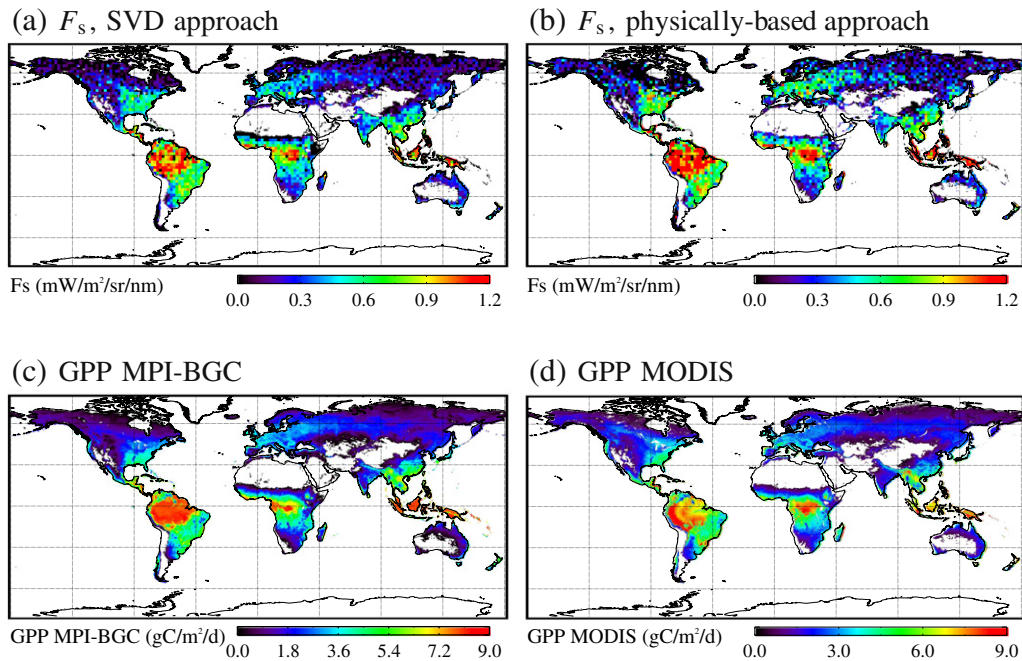 (a) Fs, SVD approach
(b) Fs, physically-based approach
Fs (mW/m²/sr/nm)
0.0 0.3 0.6 0.9 1.2
Fs (mW/m²/sr/nm)
0.0 0.3 0.6 0.9 1.2
(c) GPP MPI-BGC
(d) GPP MODIS
GPP MPI-BGC (gC/m²/d)
0.0 1.8 3.6 5.4 7.2 9.0
GPP MODIS (gC/m²/d)
0.0 3.0 6.0 9.0